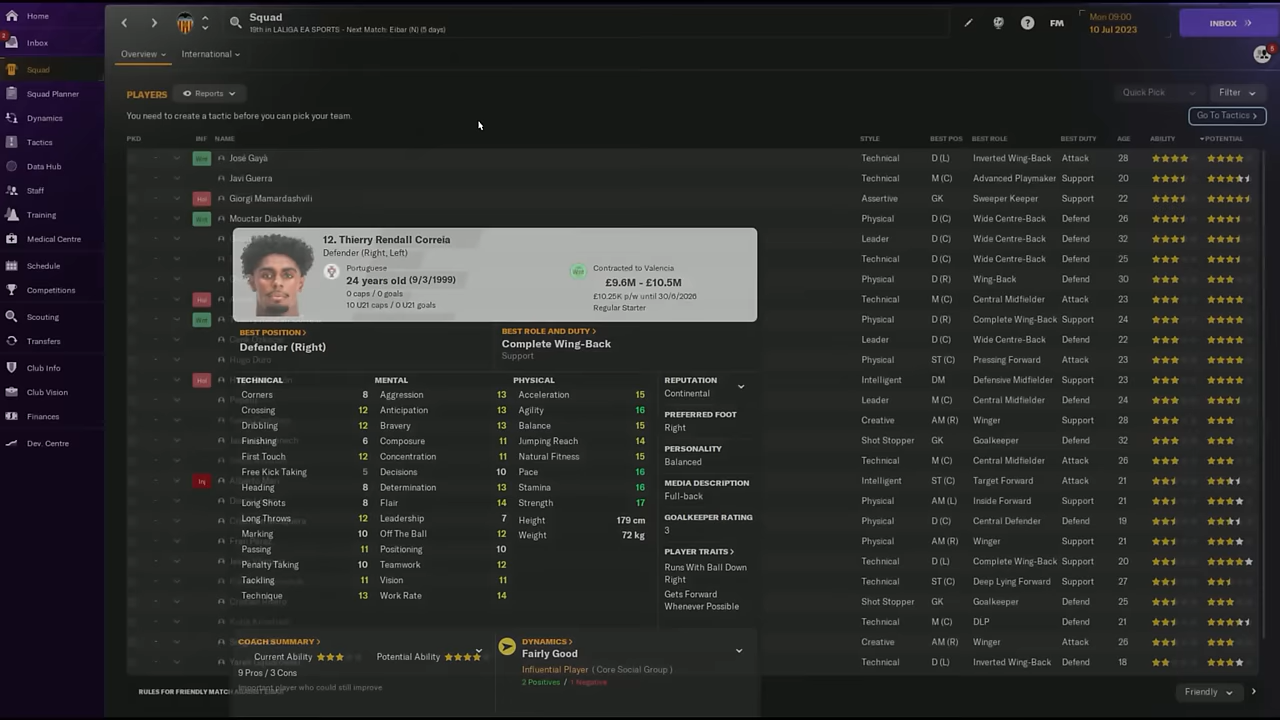 Home
Squad
19th in LALIGA EA SPORTS - Next Match: Eibar (N) (5 days)
FM
Mon 09:00
10 Jul 2023
INBOX
2
Inbox
Squad
Squad Planner
Dynamics
Tactics
Data Hub
Staff
Training
Medical Centre
Schedule
Competitions
Scouting
Transfers
Club Info
Club Vision
Finances
Dev. Centre
Overview
International
PLAYERS
Reports
Quick Pick
Filter
You need to create a tactic before you can pick your team.
Go To Tactics >
PKD INF NAME STYLE BEST POS BEST ROLE BEST DUTY AGE ABILITY POTENTIAL
José Gayà Technical D (L) Inverted Wing-Back Attack 28
Javi Guerra Technical M (C) Advanced Playmaker Support 20
Hol Giorgi Mamardashvili Assertive GK Sweeper Keeper Support 22
Mouctar Diakhaby Physical D (C) Wide Centre-Back Defend 26
Leader D (C) Wide Centre-Back Defend 32
Technical D (C) Wide Centre-Back Defend 25
Physical D (R) Wing-Back Defend 30
Technical M (C) Central Midfielder Attack 23
Physical D (R) Complete Wing-Back Support 24
Leader D (C) Wide Centre-Back Defend 22
Hugo Duro Physical ST (C) Pressing Forward Attack 23
Hol Intelligent DM Defensive Midfielder Support 23
Leader M (C) Central Midfielder Attack 24
Creative AM (R) Winger Support 28
Shot Stopper GK Goalkeeper Defend 32
Technical M (C) Central Midfielder Attack 26
Inj Intelligent ST (C) Target Forward Attack 21
Physical AM (L) Inside Forward Support 21
Physical D (C) Central Defender Defend 19
Physical AM (R) Winger Support 21
Technical D (L) Complete Wing-Back Support 20
Technical ST (C) Deep Lying Forward Support 27
Shot Stopper GK Goalkeeper Defend 25
Technical M (C) DLP Defend 21
Creative AM (R) Winger Attack 26
Technical D (L) Inverted Wing-Back Support 18
12. Thierry Rendall Correia
Defender (Right, Left)
Portuguese
24 years old (9/3/1999)
0 caps / 0 goals
10 U21 caps / 0 U21 goals
Contracted to Valencia
£9.6M - £10.5M
£10.25K p/w until 30/6/2026
Regular Starter
BEST POSITION >
Defender (Right)
BEST ROLE AND DUTY >
Complete Wing-Back
Support
TECHNICAL MENTAL PHYSICAL
Corners 8 Aggression 13 Acceleration 15
Crossing 12 Anticipation 13 Agility 16
Dribbling 12 Bravery 13 Balance 15
Finishing 6 Composure 11 Jumping Reach 14
First Touch 12 Concentration 11 Natural Fitness 15
Free Kick Taking 5 Decisions 10 Pace 16
Heading 8 Determination 13 Stamina 16
Long Shots 8 Flair 14 Strength 17
Long Throws 12 Leadership 7 Height 179 cm
Marking 10 Off The Ball 12 Weight 72 kg
Passing 11 Positioning 10
Penalty Taking 10 Teamwork 12
Tackling 11 Vision 11
Technique 13 Work Rate 14
REPUTATION
Continental
PREFERRED FOOT
Right
PERSONALITY
Balanced
MEDIA DESCRIPTION
Full-back
GOALKEEPER RATING
3
PLAYER TRAITS >
Runs With Ball Down
Right
Gets Forward
Whenever Possible
COACH SUMMARY >
Current Ability
Potential Ability
9 Pros / 3 Cons
Important player who could still improve
DYNAMICS >
Fairly Good
Influential Player ( Core Social Group )
2 Positives / 1 Negative
RULES FOR FRIENDLY MATCH AGAINST EIBAR
Friendly